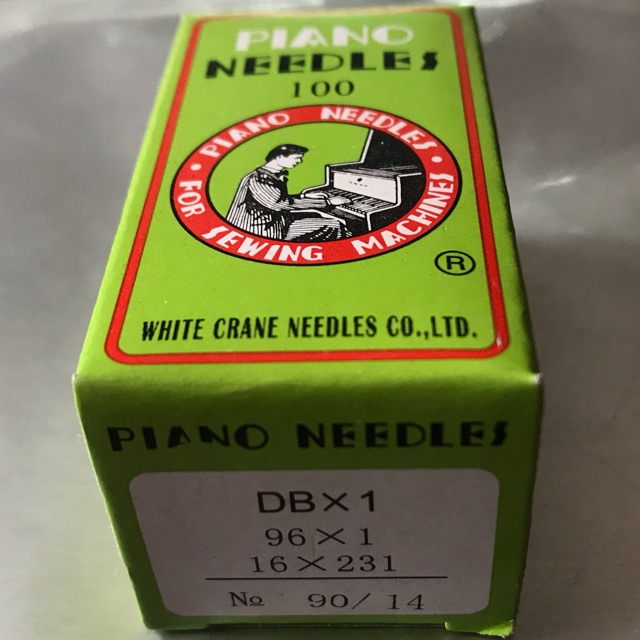 PIANO
NEEDLES
100
· PIANO NEEDLES ·
FOR SEWING MACHINES
®
WHITE CRANE NEEDLES CO.,LTD.
PIANO NEEDLES
DB×1
96×1
16×231
№ 90/14